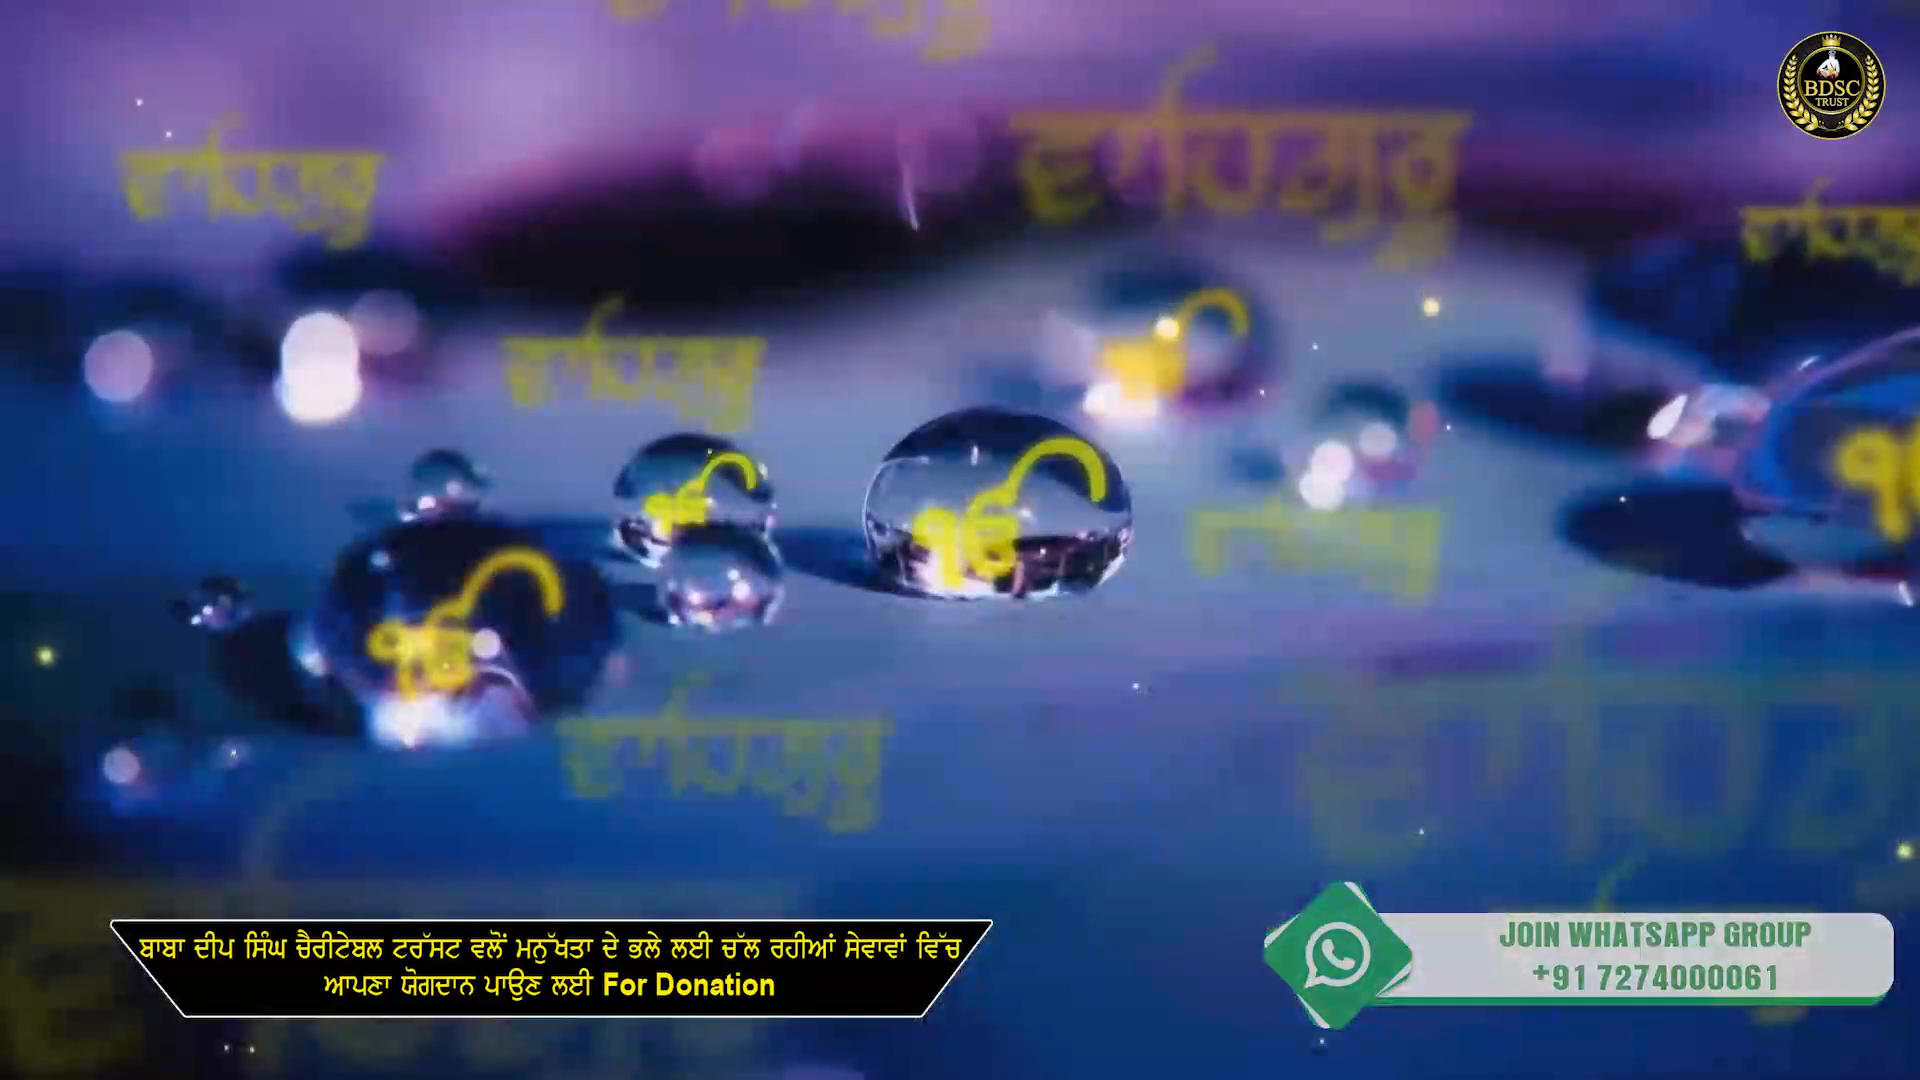 BDSC
TRUST
ਵਾਹਿਗੁਰੂ
ਵਾਹਿਗੁਰੂ
ਵਾਹਿਗੁਰੂ
ਵਾਹਿਗੁਰੂ
ੴ
ੴ
ੴ
ੴ
ਵਾਹਿਗੁਰੂ
ਬਾਬਾ ਦੀਪ ਸਿੰਘ ਚੈਰੀਟੇਬਲ ਟਰੱਸਟ ਵਲੋਂ ਮਨੁੱਖਤਾ ਦੇ ਭਲੇ ਲਈ ਚੱਲ ਰਹੀਆਂ ਸੇਵਾਵਾਂ ਵਿੱਚ
ਆਪਣਾ ਯੋਗਦਾਨ ਪਾਉਣ ਲਈ For Donation
JOIN WHATSAPP GROUP
+91 7274000061